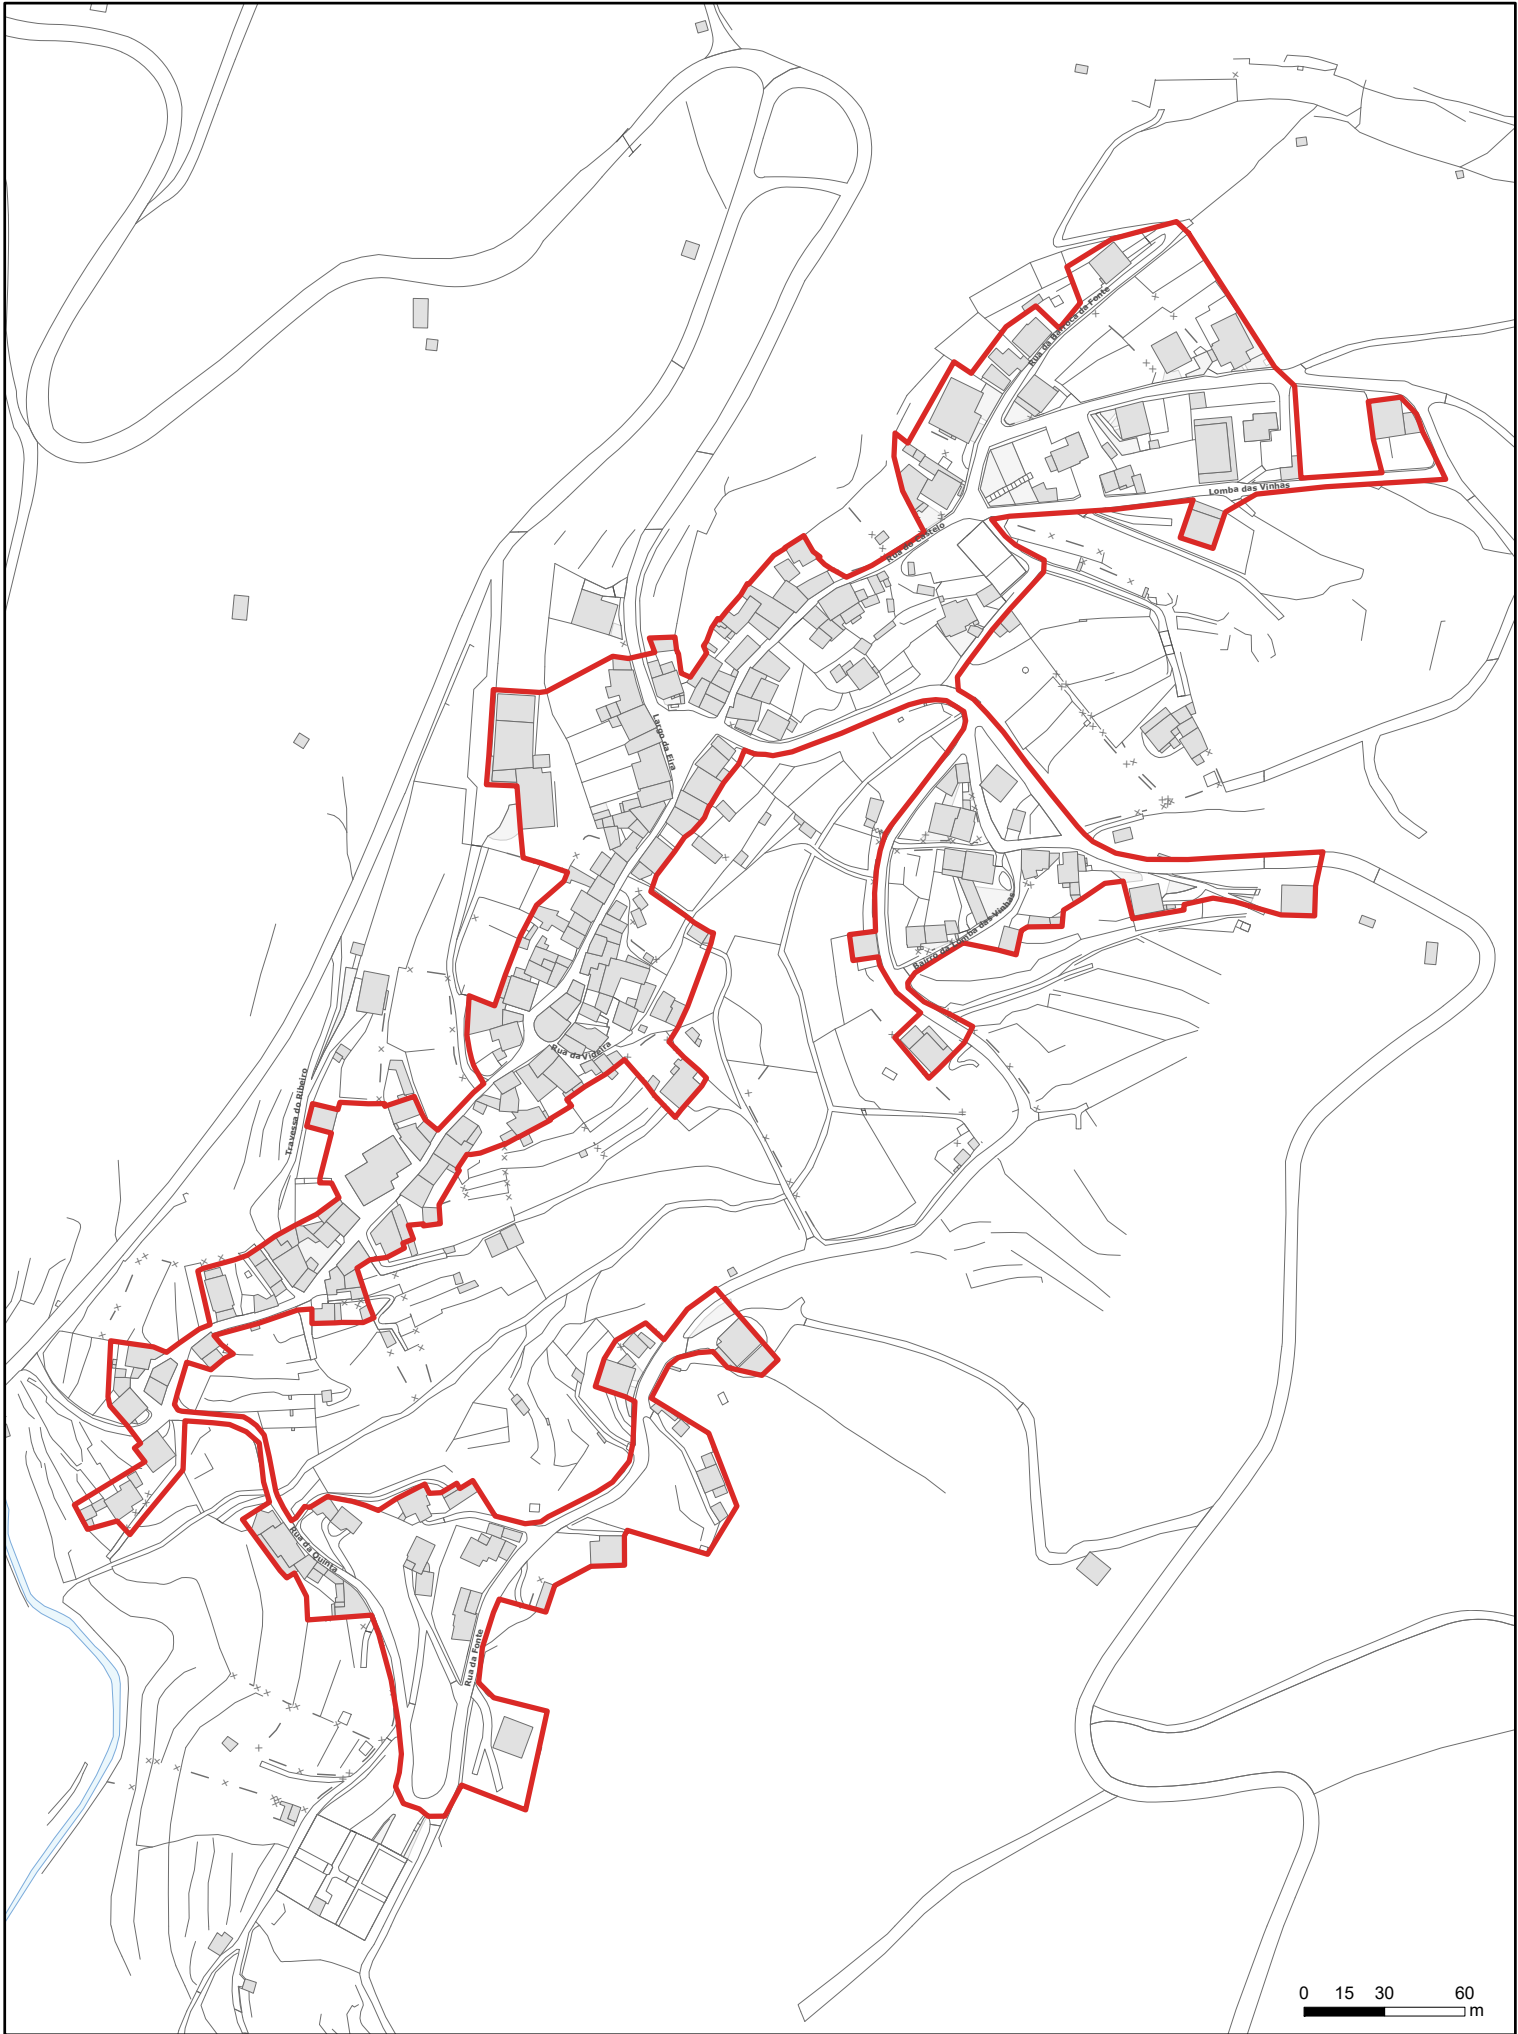 Rua da Barroca da Fonte
Lomba das Vinhas
Rua do Castelo
Largo da Eira
Bairro da Lomba das Vinhas
Rua da Videira
Travessa do Ribeiro
Rua da Quinta
Rua da Fonte
0 15 30 60
m